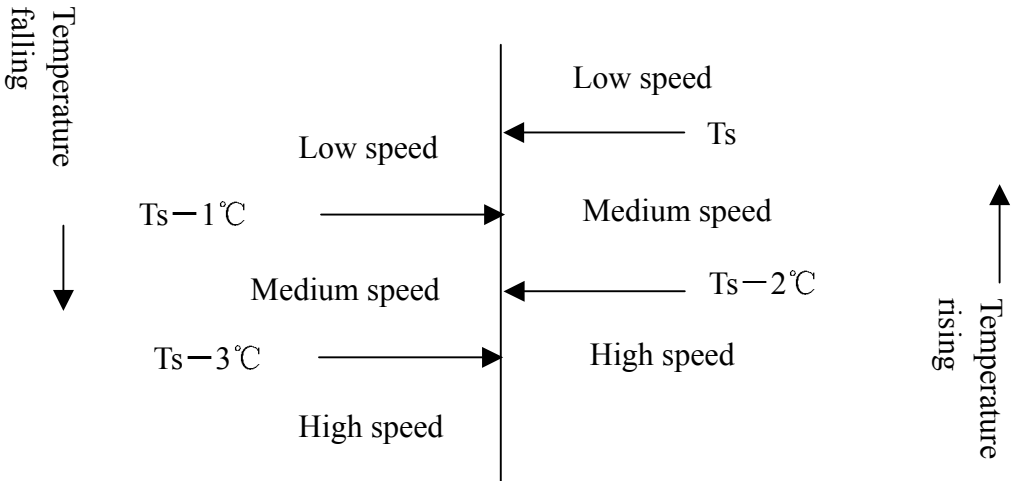 Temperature
falling
Low speed
Ts
Low speed
Ts－1℃
Medium speed
Medium speed
Ts－2℃
Ts－3℃
High speed
High speed
Temperature
rising